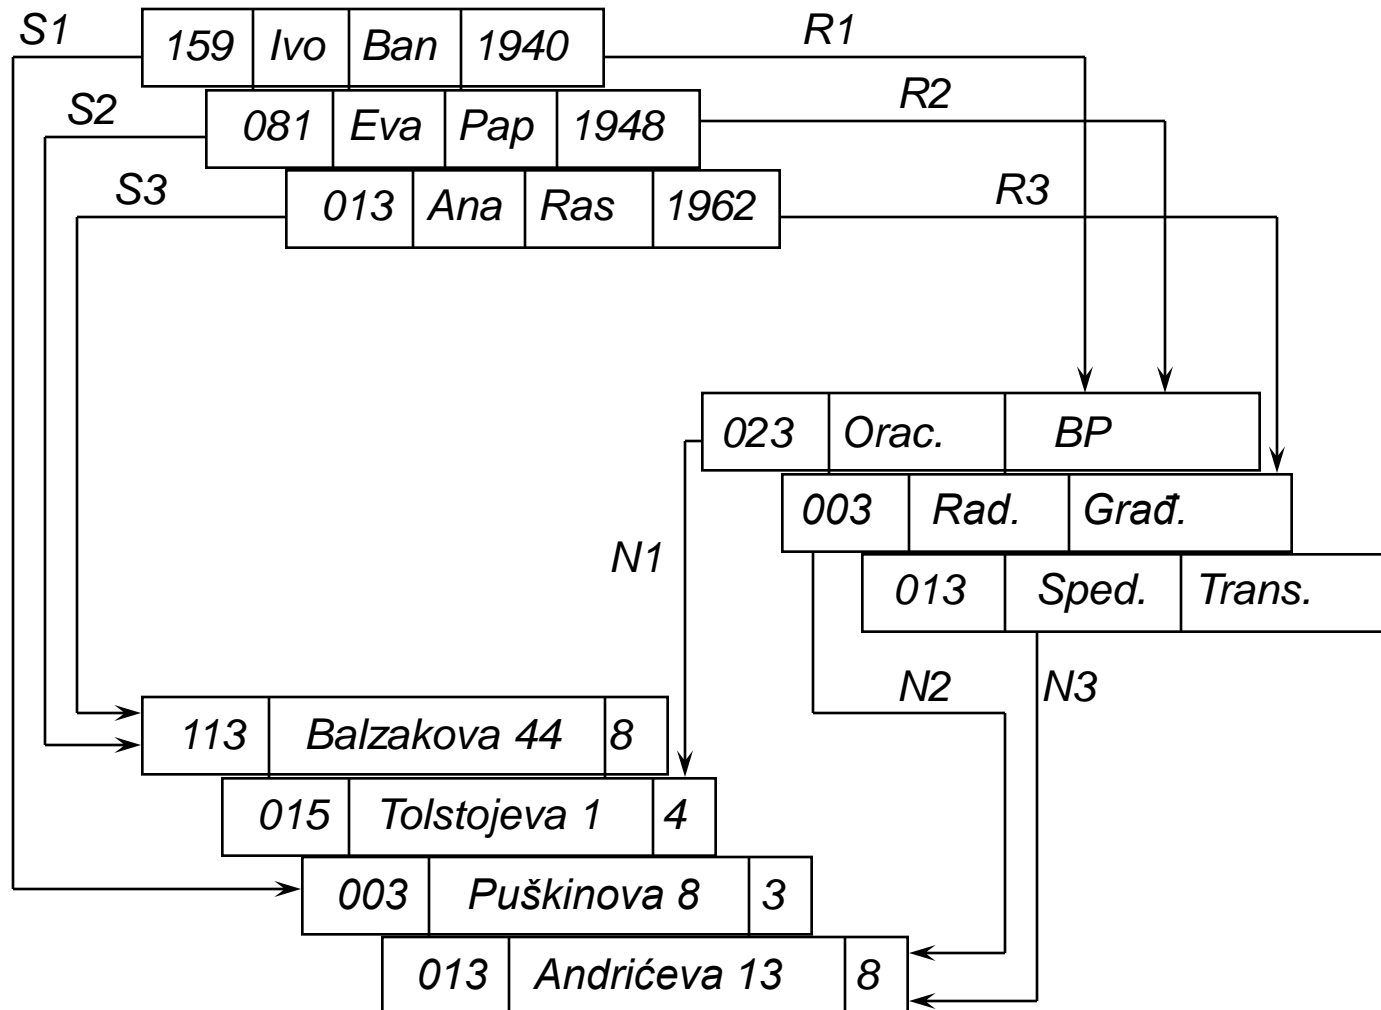 S1 159 Ivo Ban 1940 R1
S2 081 Eva Pap 1948 R2
S3 013 Ana Ras 1962 R3
023 Orac. BP
003 Rad. Građ.
N1
013 Sped. Trans.
N2 N3
113 Balzakova 44 8
015 Tolstojeva 1 4
003 Puškinova 8 3
013 Andrićeva 13 8